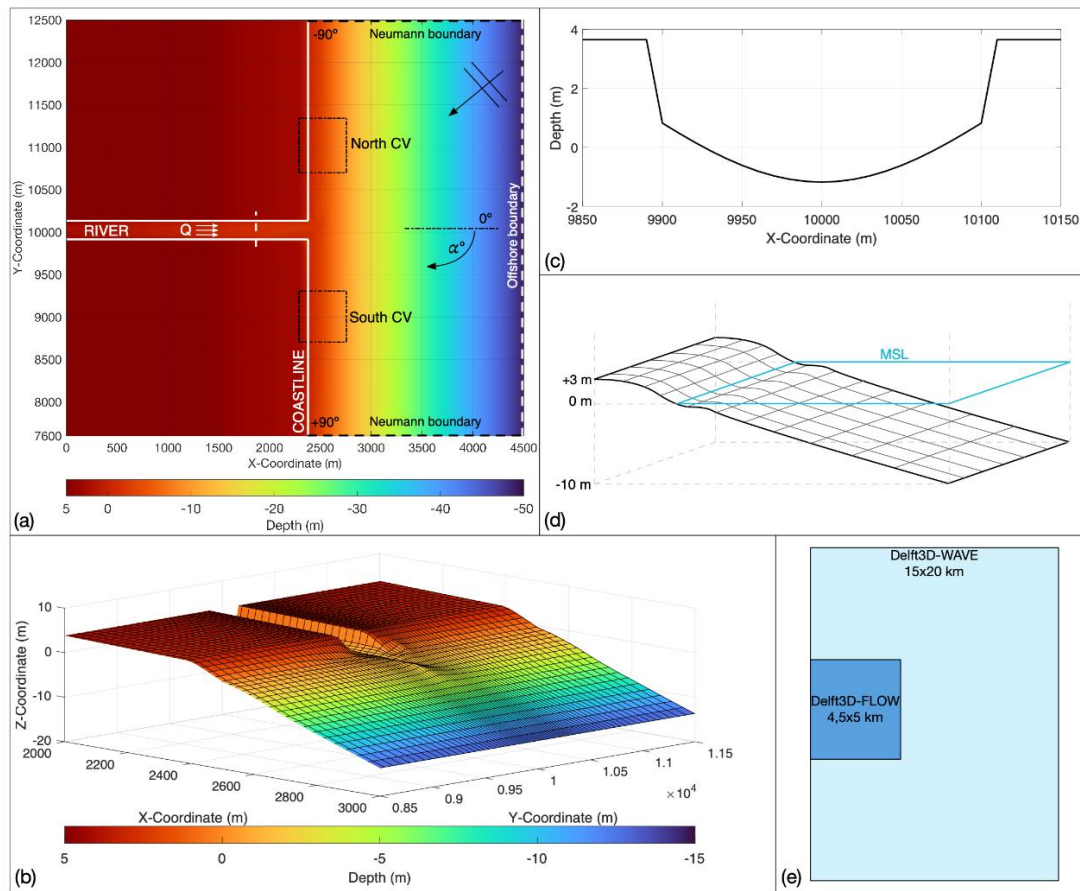 12500
12000
11500
11000
10500
10000
9500
9000
8500
8000
7600
Y-Coordinate (m)
-90º
Neumann boundary
North CV
RIVER
Q
0º
α°
Offshore boundary
South CV
COASTLINE
+90º
Neumann boundary
0 500 1000 1500 2000 2500 3000 3500 4000 4500
X-Coordinate (m)
5 0 -10 -20 -30 -40 -50
Depth (m)
(a)
10
0
-10
-20
Z-Coordinate (m)
2000
2200
2400
2600
2800
3000
0.85
0.9
0.95
1
1.05
1.1
1.15
×10⁴
X-Coordinate (m)
Y-Coordinate (m)
5 0 -5 -10 -15
Depth (m)
(b)
4
2
0
-2
Depth (m)
9850 9900 9950 10000 10050 10100 10150
X-Coordinate (m)
(c)
MSL
+3 m
0 m
-10 m
(d)
Delft3D-WAVE
15x20 km
Delft3D-FLOW
4,5x5 km
(e)